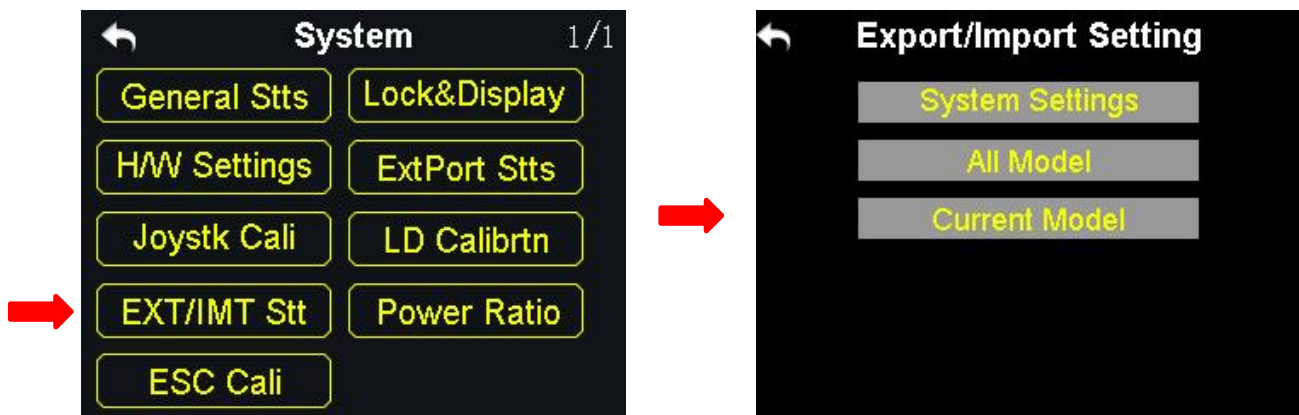 System 1/1
General Stts Lock&Display
H/W Settings ExtPort Stts
Joystk Cali LD Calibrtn
EXT/IMT Stt Power Ratio
ESC Cali
Export/Import Setting
System Settings
All Model
Current Model